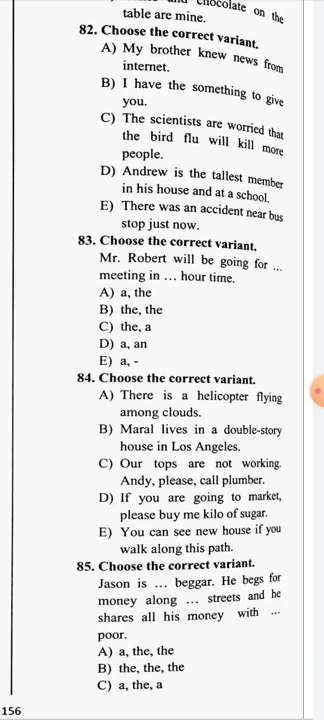 chocolate on the
table are mine.
82. Choose the correct variant.
A) My brother knew news from
internet.
B) I have the something to give
you.
C) The scientists are worried that
the bird flu will kill more
people.
D) Andrew is the tallest member
in his house and at a school.
E) There was an accident near bus
stop just now.
83. Choose the correct variant.
Mr. Robert will be going for ...
meeting in ... hour time.
A) a, the
B) the, the
C) the, a
D) a, an
E) a, -
84. Choose the correct variant.
A) There is a helicopter flying
among clouds.
B) Maral lives in a double-story
house in Los Angeles.
C) Our tops are not working.
Andy, please, call plumber.
D) If you are going to market,
please buy me kilo of sugar.
E) You can see new house if you
walk along this path.
85. Choose the correct variant.
Jason is ... beggar. He begs for
money along ... streets and he
shares all his money with ...
poor.
A) a, the, the
B) the, the, the
C) a, the, a
156